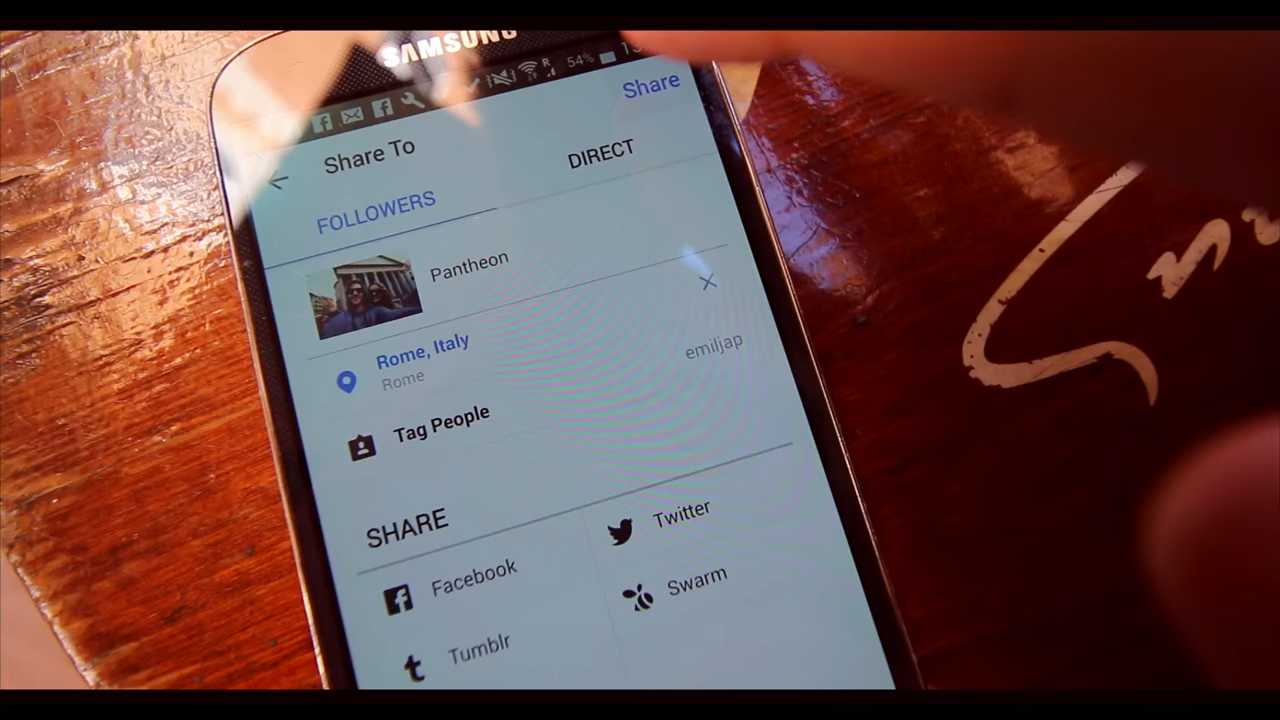 SAMSUNG
54%
Share
Share To
FOLLOWERS
DIRECT
Pantheon
Rome, Italy
Rome
Tag People
emiljap
SHARE
Facebook
Twitter
Tumblr
Swarm